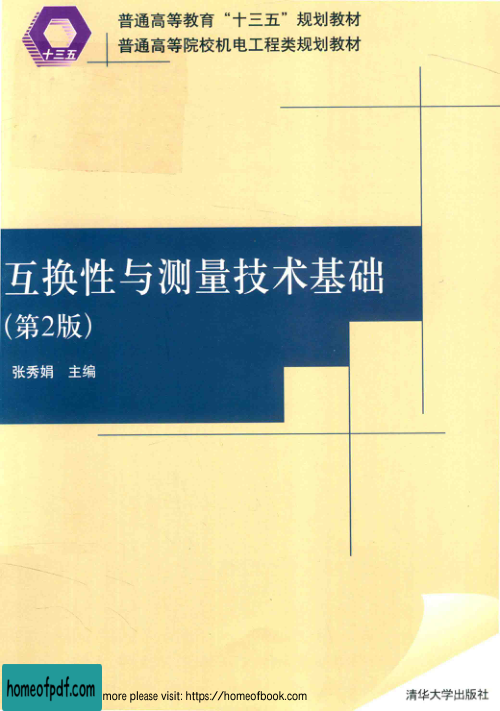 普通高等教育“十三五”规划教材
普通高等院校机电工程类规划教材
十三五
互换性与测量技术基础
(第2版)
张秀娟 主编
homeofpdf.com
more please visit: https://homeofbook.com
清华大学出版社